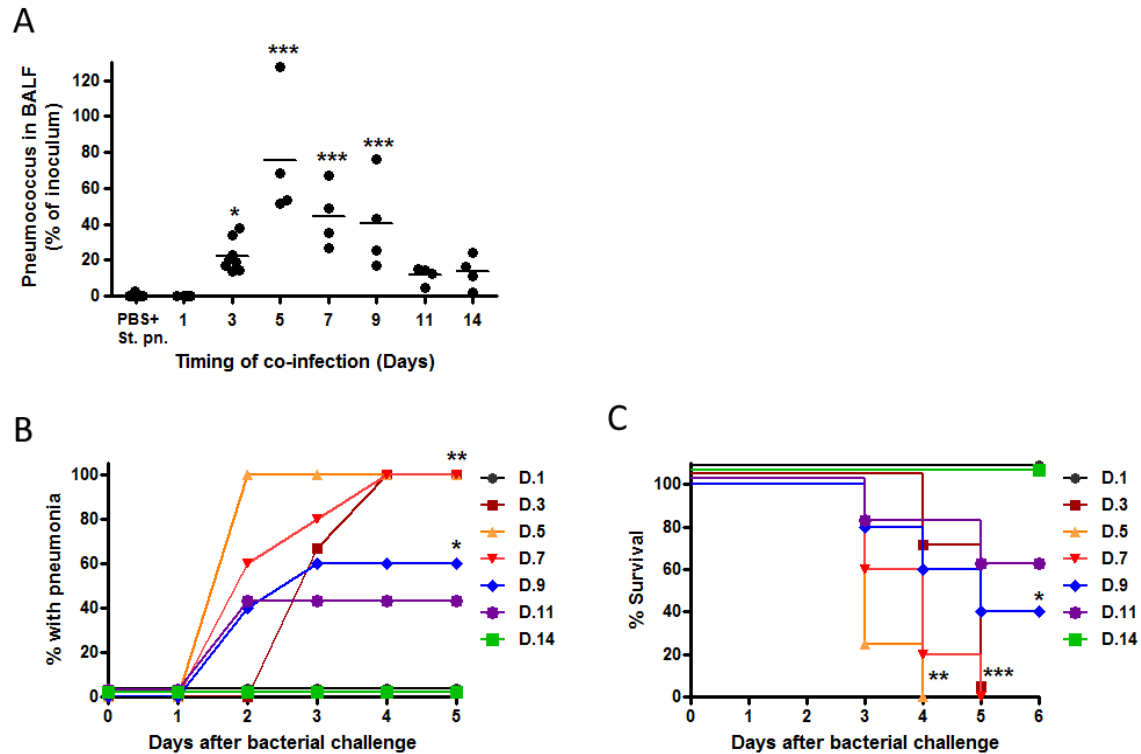 A
Pneumococcus in BALF
(% of inoculum)
120
100
80
60
40
20
0
***
***
***
*
PBS+
St. pn.
1 3 5 7 9 11 14
Timing of co-infection (Days)
B
% with pneumonia
100
80
60
40
20
0
**
*
0 1 2 3 4 5
Days after bacterial challenge
D.1
D.3
D.5
D.7
D.9
D.11
D.14
C
% Survival
100
80
60
40
20
0
*
** ***
0 1 2 3 4 5 6
Days after bacterial challenge
D.1
D.3
D.5
D.7
D.9
D.11
D.14